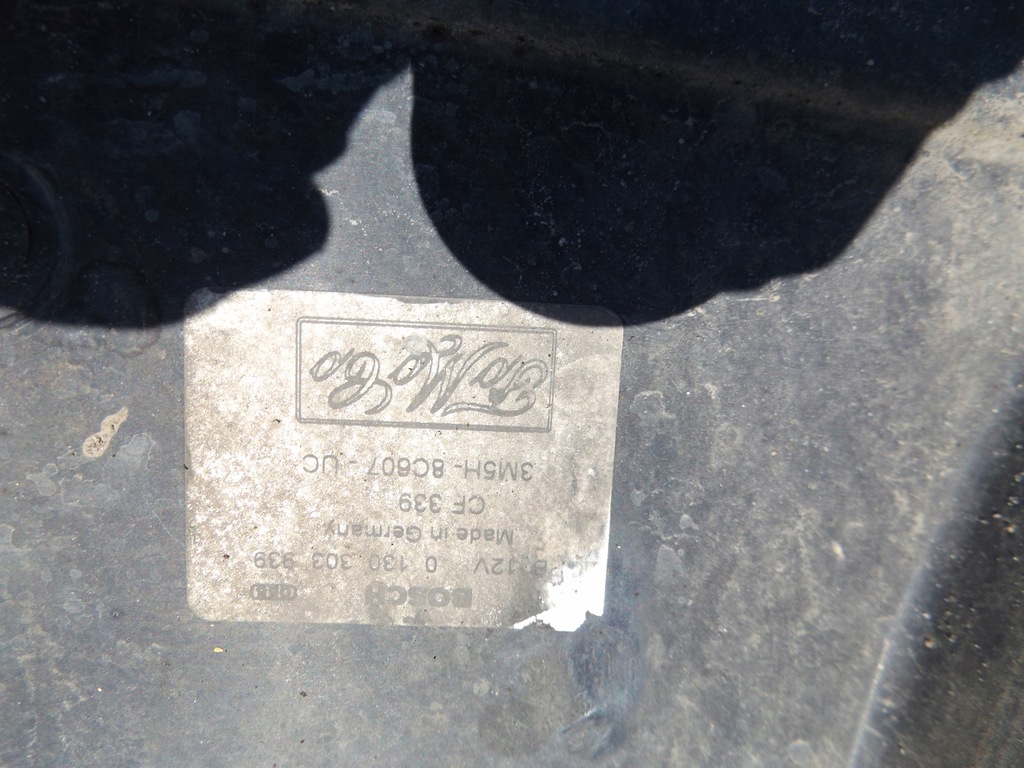 FoMoCo
3M5H-8C607-UC
CF 339
Made in Germany
12V 0 130 303 939
BOSCH